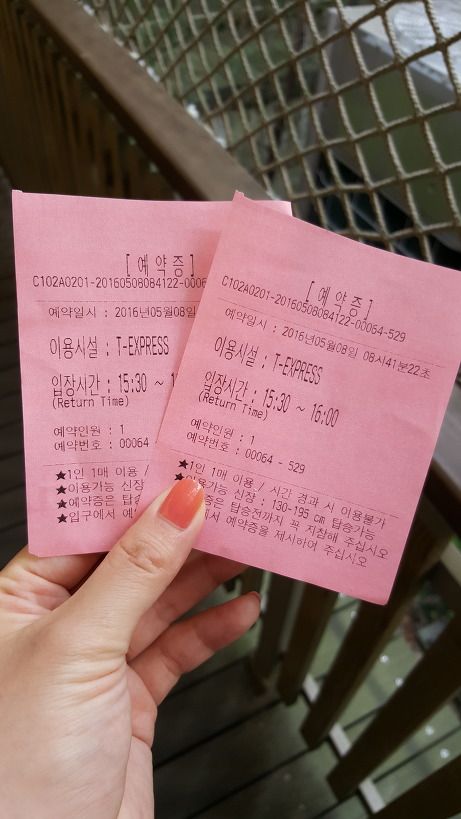 [ 예 약 증 ]
C102A0201-20160508084122-0006
예약일시 : 2016년05월08일
이용시설 : T-EXPRESS
입장시간 : 15:30 ~ 1
(Return Time)
예약인원 : 1
예약번호 : 00064
★1인 1매 이용 /
★이용가능 신장
★예약증은 탑승
★입구에서 예
[ 예 약 증 ]
C102A0201-20160508084122-00064-529
예약일시 : 2016년05월08일 08시41분22초
이용시설 : T-EXPRESS
입장시간 : 15:30 ~ 16:00
(Return Time)
예약인원 : 1
예약번호 : 00064 - 529
★1인 1매 이용 / 시간 경과 시 이용불가
이용가능 신장 : 130-195 cm 탑승가능
증은 탑승전까지 꼭 지참해 주십시오
에서 예약증을 제시하여 주십시오